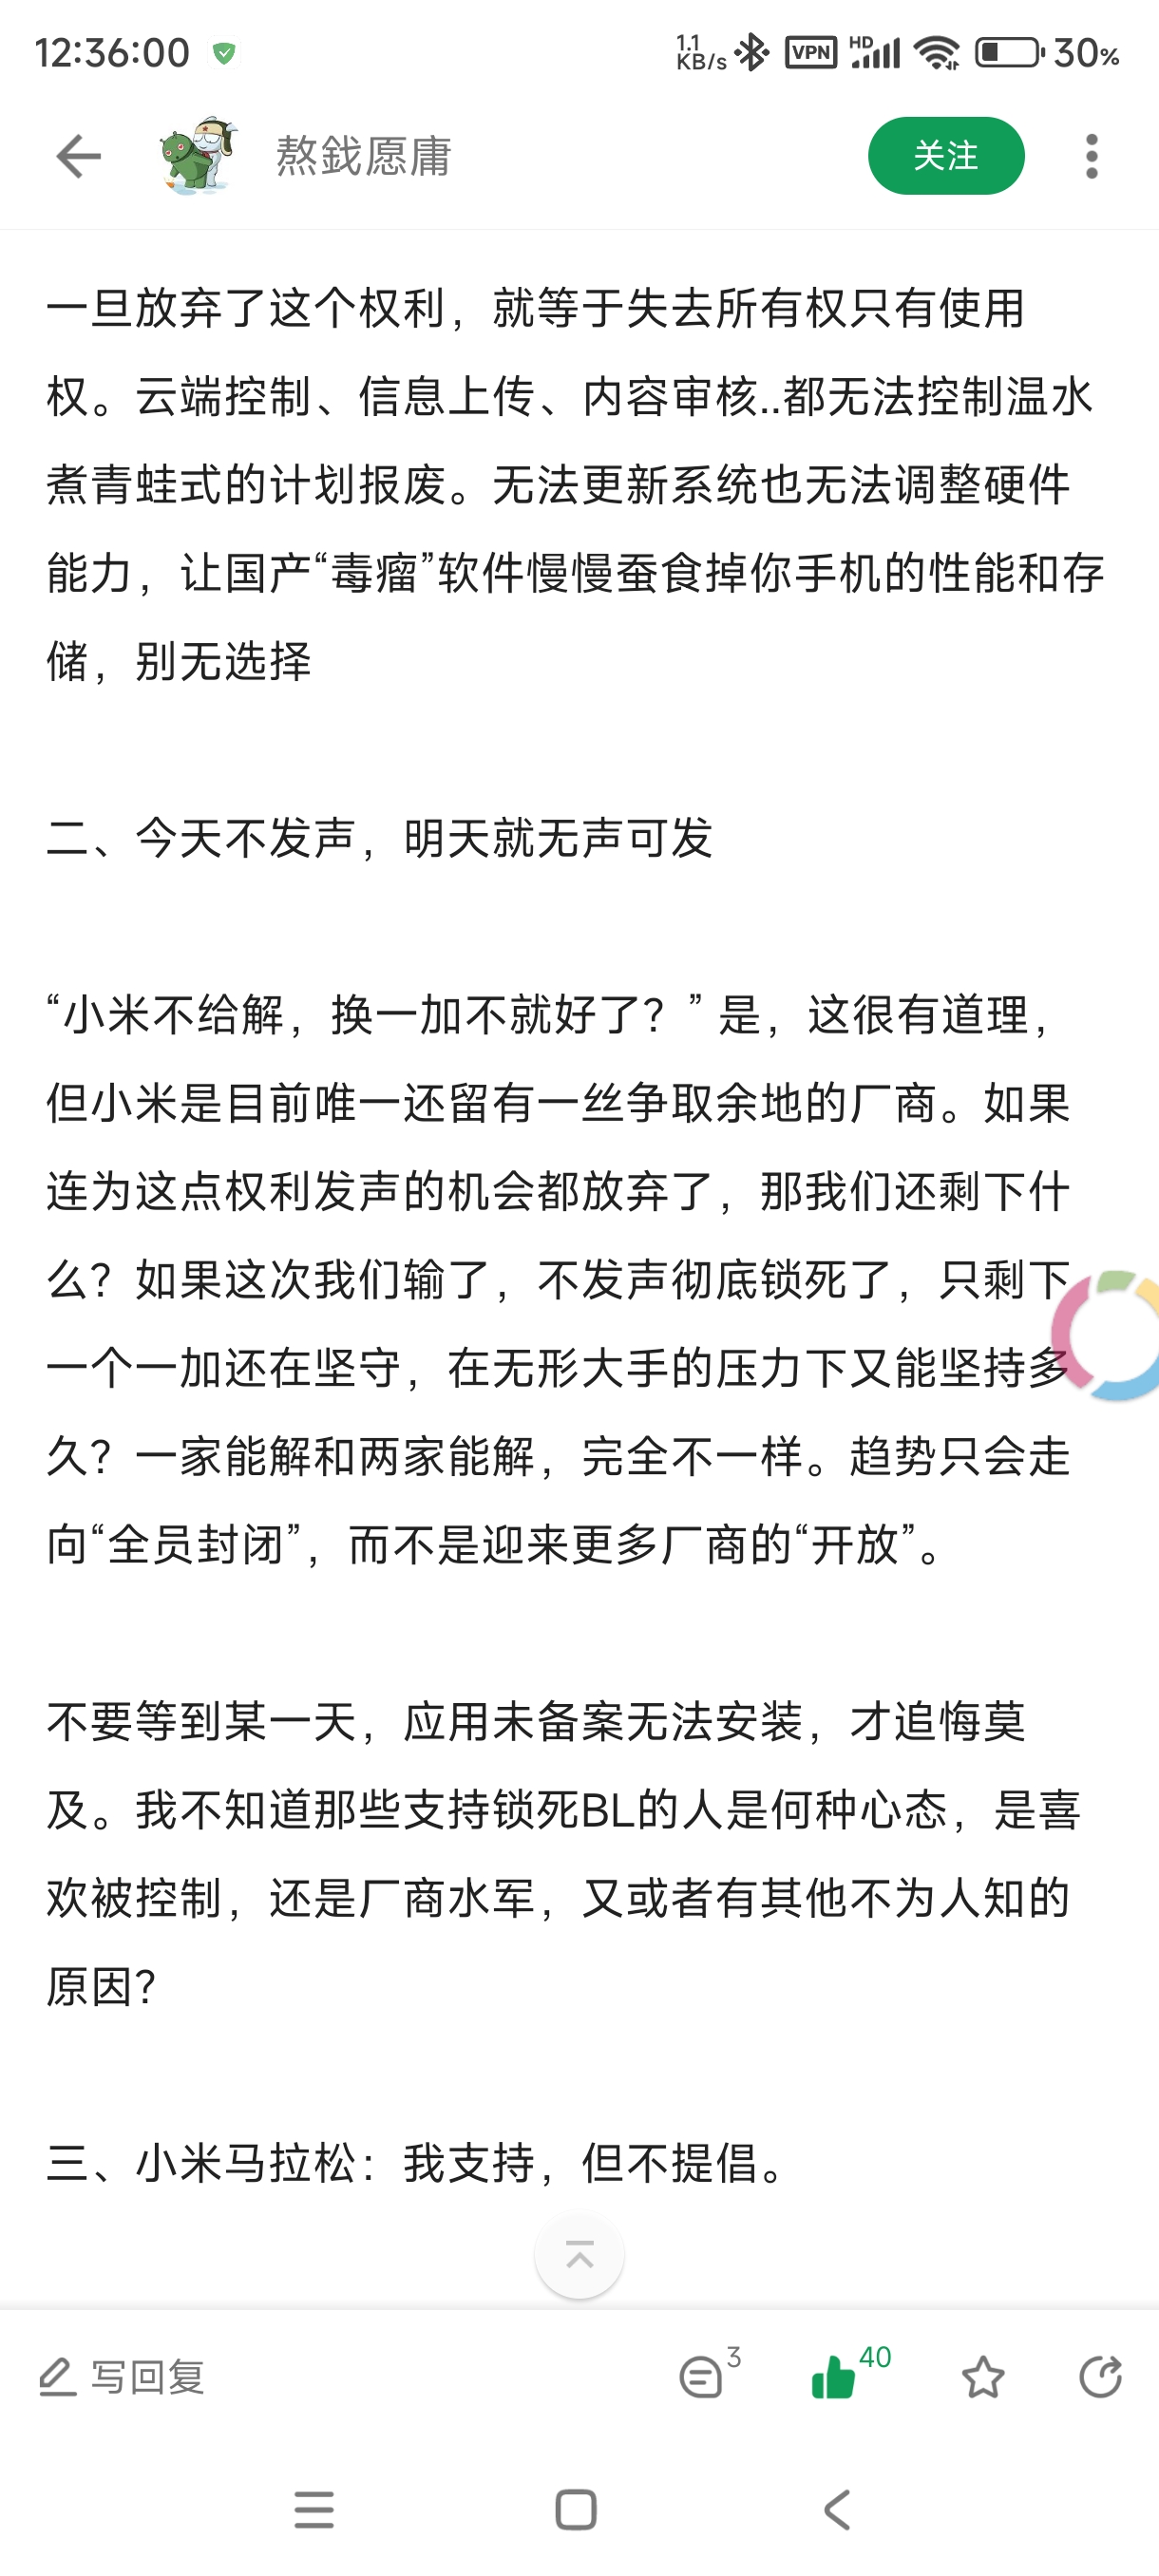 12:36:00
1.1
KB/s
VPN
HD
30%
熬戗愿庸
关注
一旦放弃了这个权利，就等于失去所有权只有使用
权。云端控制、信息上传、内容审核..都无法控制温水
煮青蛙式的计划报废。无法更新系统也无法调整硬件
能力，让国产“毒瘤”软件慢慢蚕食掉你手机的性能和存
储，别无选择
二、今天不发声，明天就无声可发
“小米不给解，换一加不就好了？”是，这很有道理，
但小米是目前唯一还留有一丝争取余地的厂商。如果
连为这点权利发声的机会都放弃了，那我们还剩下什
么？如果这次我们输了，不发声彻底锁死了，只剩下
一个一加还在坚守，在无形大手的压力下又能坚持多
久？一家能解和两家能解，完全不一样。趋势只会走
向“全员封闭”，而不是迎来更多厂商的“开放”。
不要等到某一天，应用未备案无法安装，才追悔莫
及。我不知道那些支持锁死BL的人是何种心态，是喜
欢被控制，还是厂商水军，又或者有其他不为人知的
原因？
三、小米马拉松：我支持，但不提倡。
写回复
3
40